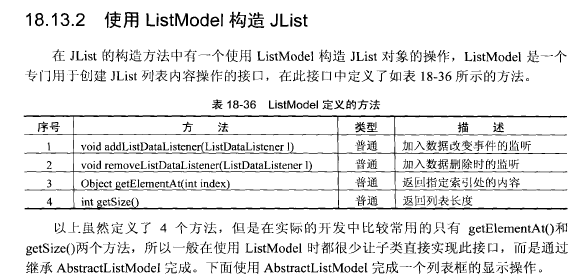 18.13.2 使用 ListModel 构造 JList
在 JList 的构造方法中有一个使用 ListModel 构造 JList 对象的操作，ListModel 是一个
专门用于创建 JList 列表内容操作的接口，在此接口中定义了如表 18-36 所示的方法。
表 18-36 ListModel 定义的方法
序号 方 法 类型 描 述
1 void addListDataListener(ListDataListener l) 普通 加入数据改变事件的监听
2 void removeListDataListener(ListDataListener l) 普通 加入数据删除时的监听
3 Object getElementAt(int index) 普通 返回指定索引处的内容
4 int getSize() 普通 返回列表长度
以上虽然定义了 4 个方法，但是在实际的开发中比较常用的只有 getElementAt()和
getSize()两个方法，所以一般在使用 ListModel 时都很少让子类直接实现此接口，而是通过
继承 AbstractListModel 完成。下面使用 AbstractListModel 完成一个列表框的显示操作。